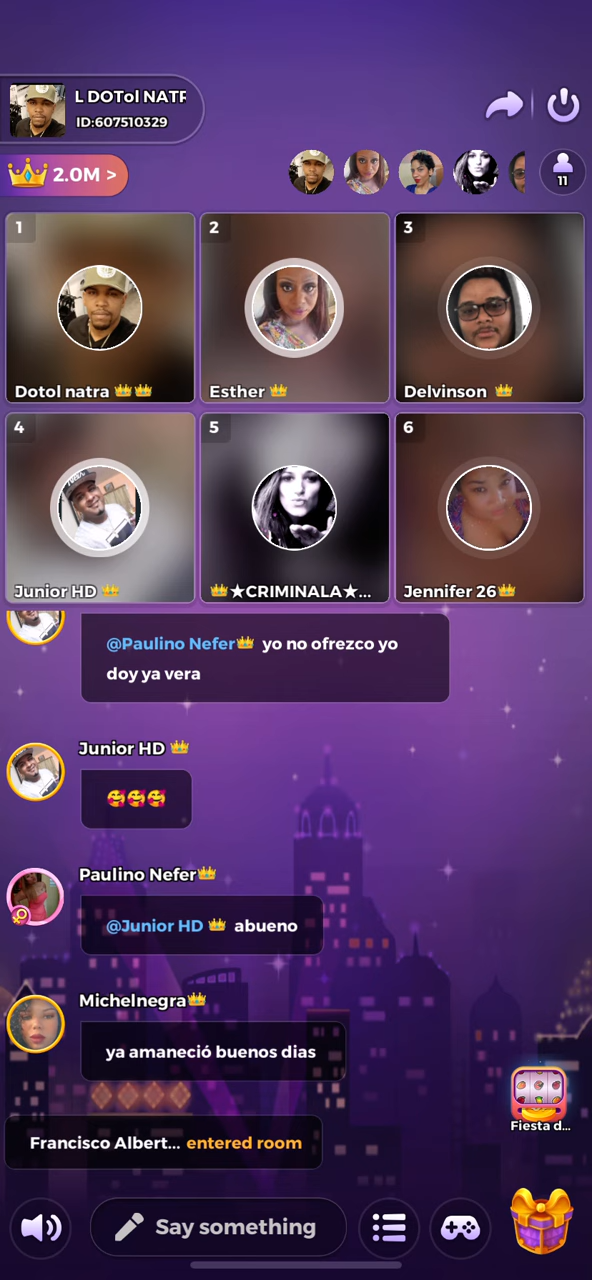 L DOTol NATR
ID:607510329
👑 2.0M >
11
1
2
3
Dotol natra 👑👑
Esther 👑
Delvinson 👑
4
5
6
Junior HD 👑
👑★CRIMINALA★...
Jennifer 26👑
@Paulino Nefer👑 yo no ofrezco yo
doy ya vera
Junior HD 👑
🥰🥰🥰
Paulino Nefer👑
@Junior HD 👑 abueno
Michelnegra👑
ya amaneció buenos dias
Fiesta d...
Francisco Albert... entered room
Say something